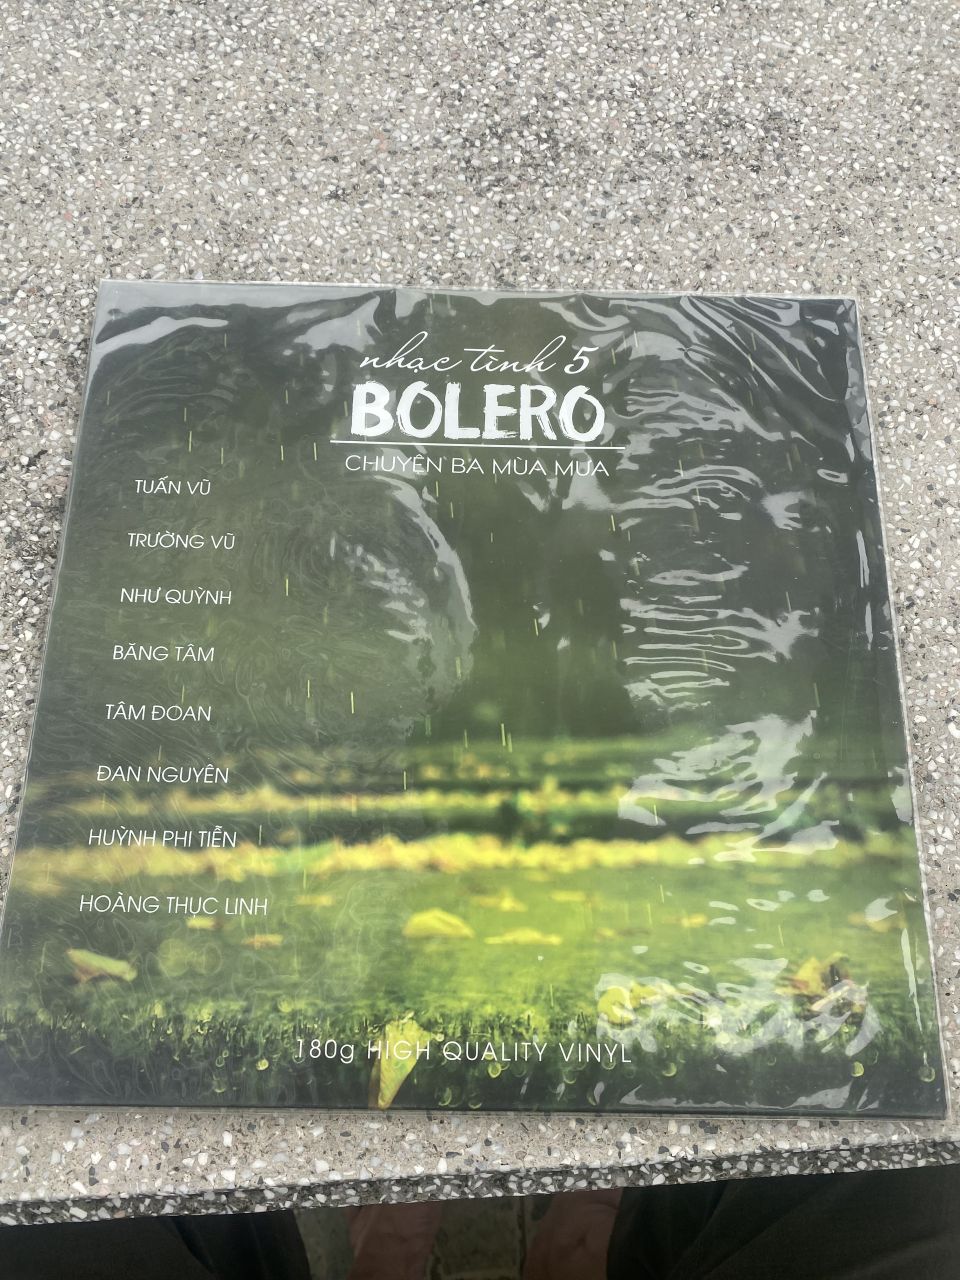 nhạc tình 5
BOLERO
CHUYỆN BA MÙA MƯA
TUẤN VŨ
TRƯỜNG VŨ
NHƯ QUỲNH
BĂNG TÂM
TÂM ĐOAN
ĐAN NGUYÊN
HUỲNH PHI TIỄN
HOÀNG THỤC LINH
180g HIGH QUALITY VINYL